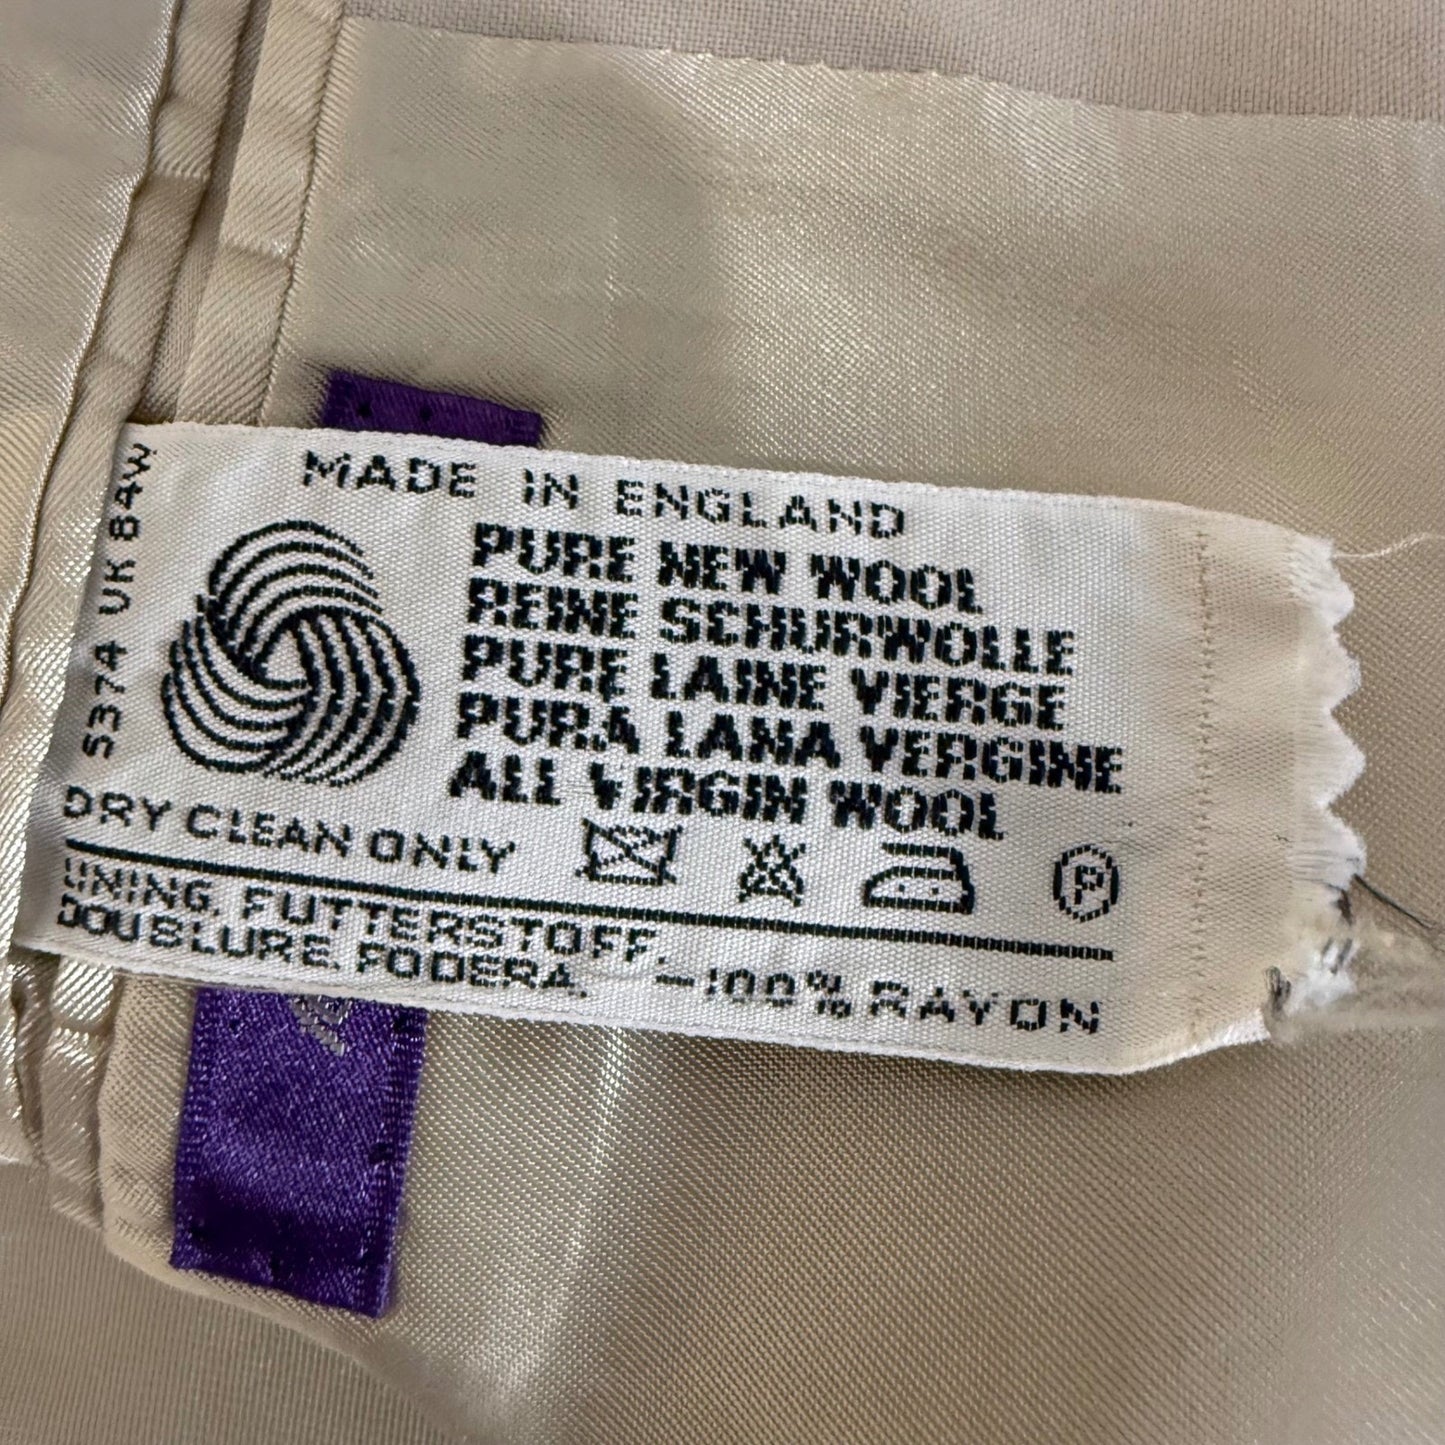 S374 UK 84W
MADE IN ENGLAND
PURE NEW WOOL
REINE SCHURWOLLE
PURE LAINE VIERGE
PURA LANA VERGINE
ALL VIRGIN WOOL
DRY CLEAN ONLY
P
LINING. FUTTERSTOFF.
DOUBLURE. FODERA. —100% RAYON